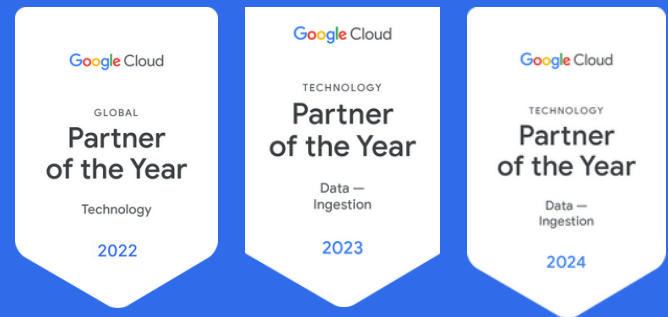 Google Cloud
GLOBAL
Partner
of the Year
Technology
2022
Google Cloud
TECHNOLOGY
Partner
of the Year
Data —
Ingestion
2023
Google Cloud
TECHNOLOGY
Partner
of the Year
Data —
Ingestion
2024